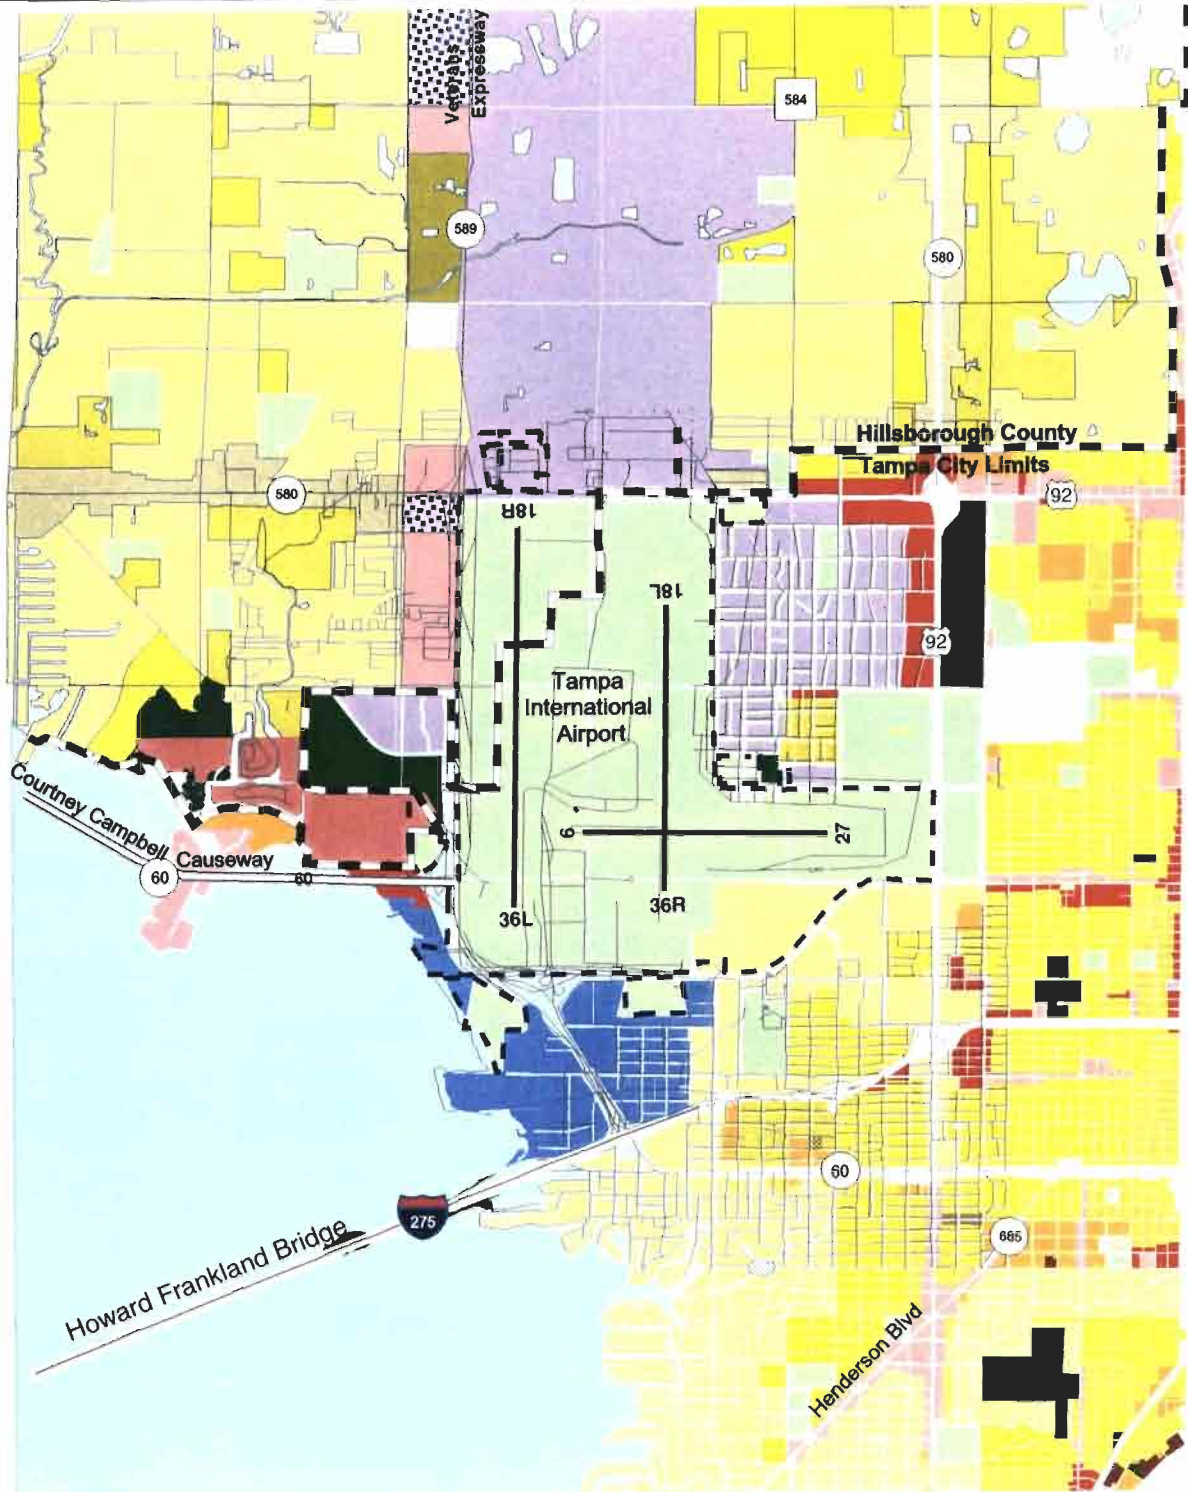 Veterans
Expressway
584
589
580
Hillsborough County
Tampa City Limits
580
92
18R
18L
92
Tampa
International
Airport
Courtney Campbell
Causeway
9
27
60
60
36L
36R
60
275
685
Howard Frankland Bridge
Henderson Blvd